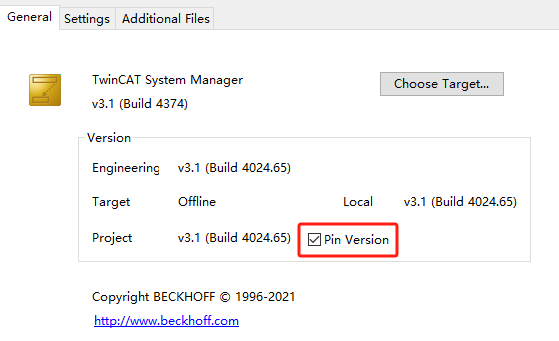 General Settings Additional Files
TwinCAT System Manager
Choose Target...
v3.1 (Build 4374)
Version
Engineering v3.1 (Build 4024.65)
Target Offline Local v3.1 (Build 4024.65)
Project v3.1 (Build 4024.65) Pin Version
Copyright BECKHOFF © 1996-2021
http://www.beckhoff.com